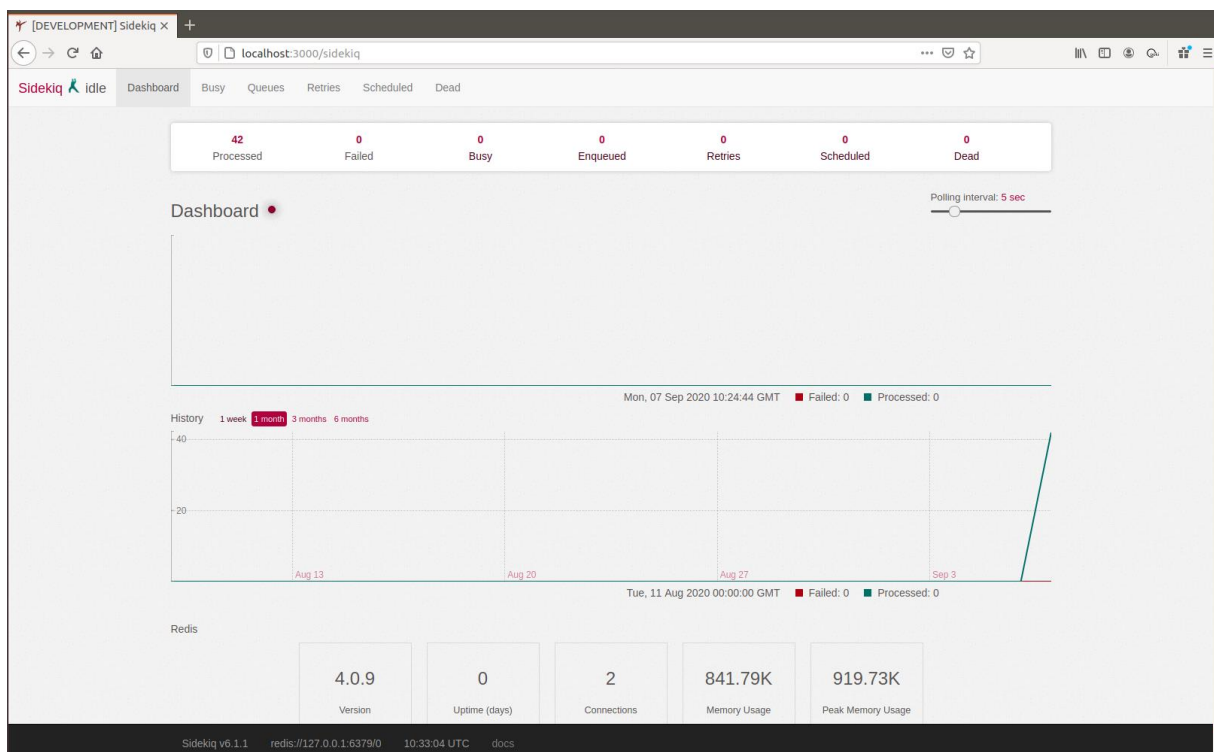 [DEVELOPMENT] Sidekiq
localhost:3000/sidekiq
Sidekiq idle Dashboard Busy Queues Retries Scheduled Dead
42 0 0 0 0 0 0
Processed Failed Busy Enqueued Retries Scheduled Dead
Dashboard
Polling interval: 5 sec
Mon, 07 Sep 2020 10:24:44 GMT Failed: 0 Processed: 0
History 1 week 1 month 3 months 6 months
40
20
Aug 13 Aug 20 Aug 27 Sep 3
Tue, 11 Aug 2020 00:00:00 GMT Failed: 0 Processed: 0
Redis
4.0.9 0 2 841.79K 919.73K
Version Uptime (days) Connections Memory Usage Peak Memory Usage
Sidekiq v6.1.1 redis://127.0.0.1:6379/0 10:33:04 UTC docs